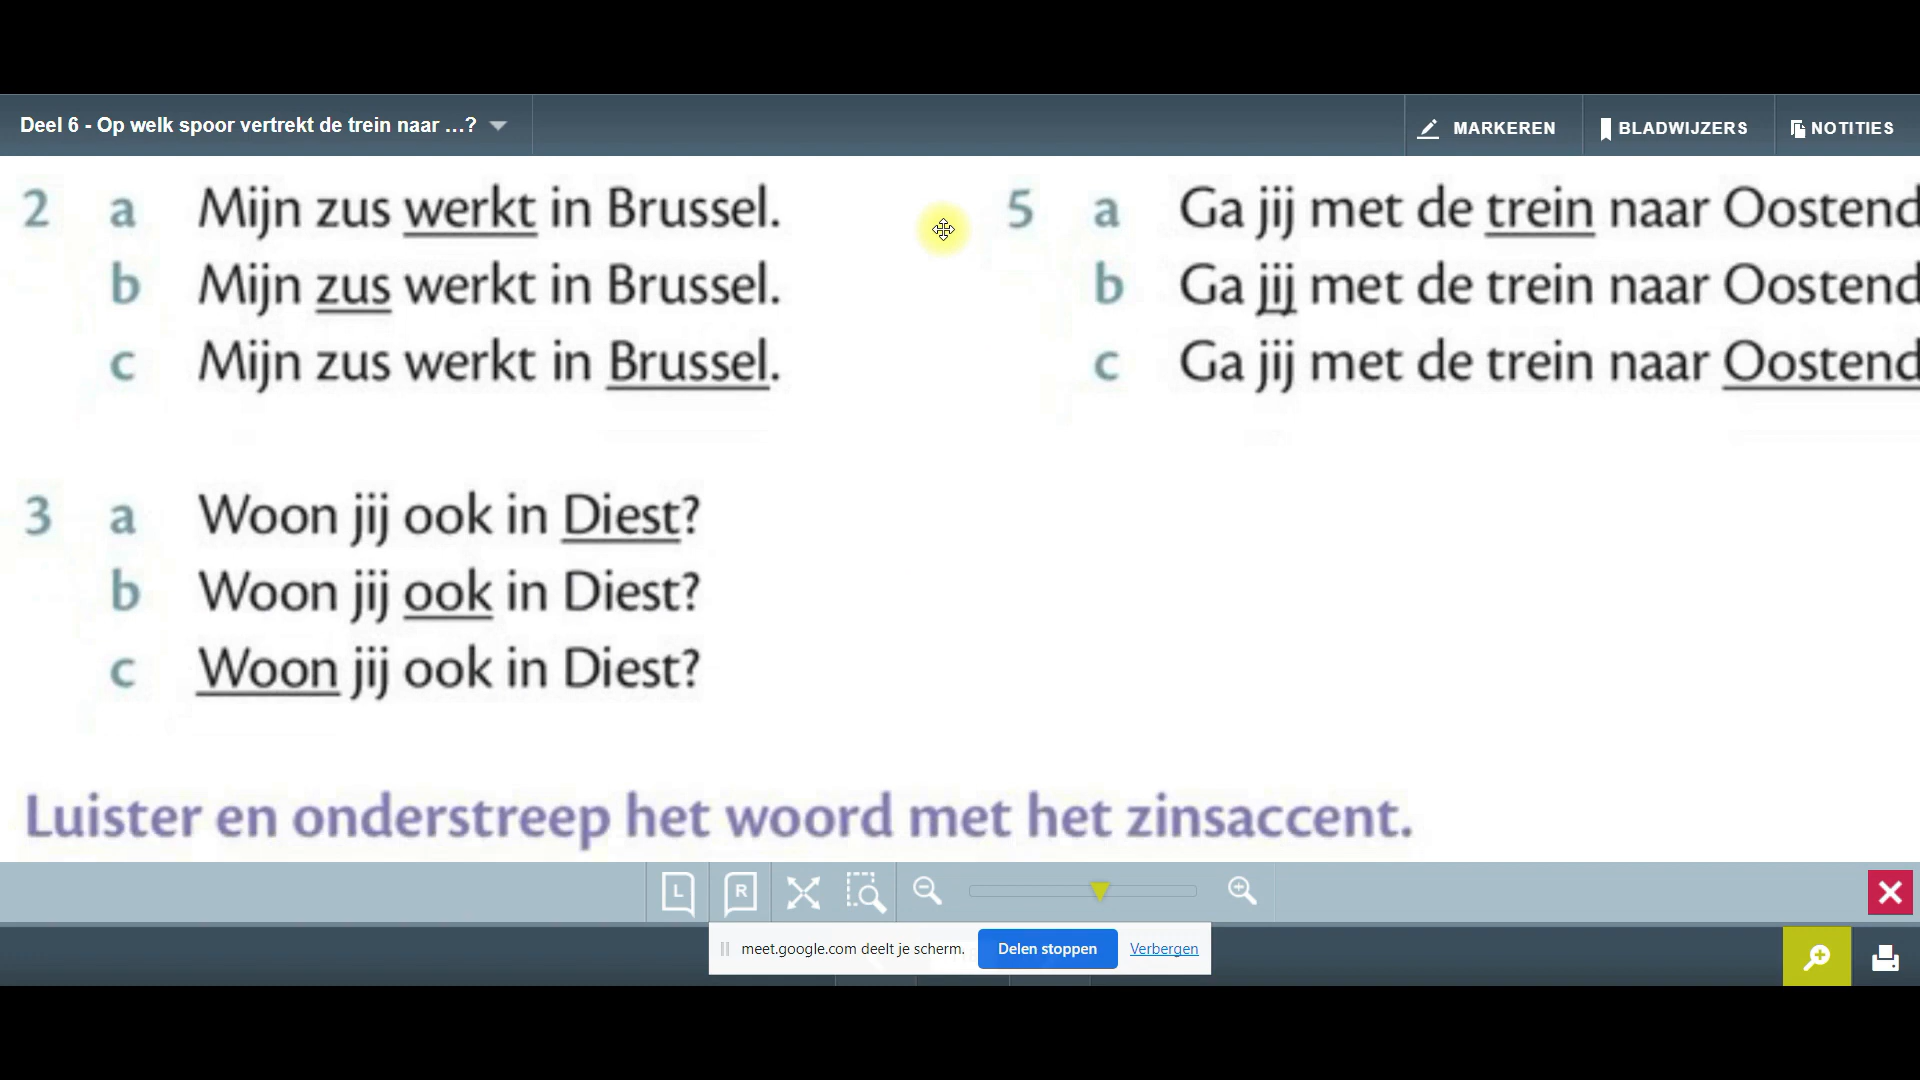 Deel 6 - Op welk spoor vertrekt de trein naar ...?
MARKEREN
BLADWIJZERS
NOTITIES
2 a Mijn zus werkt in Brussel.
b Mijn zus werkt in Brussel.
c Mijn zus werkt in Brussel.
3 a Woon jij ook in Diest?
b Woon jij ook in Diest?
c Woon jij ook in Diest?
5 a Ga jij met de trein naar Oostend
b Ga jij met de trein naar Oostend
c Ga jij met de trein naar Oostend
Luister en onderstreep het woord met het zinsaccent.
L
R
meet.google.com deelt je scherm.
Delen stoppen
Verbergen